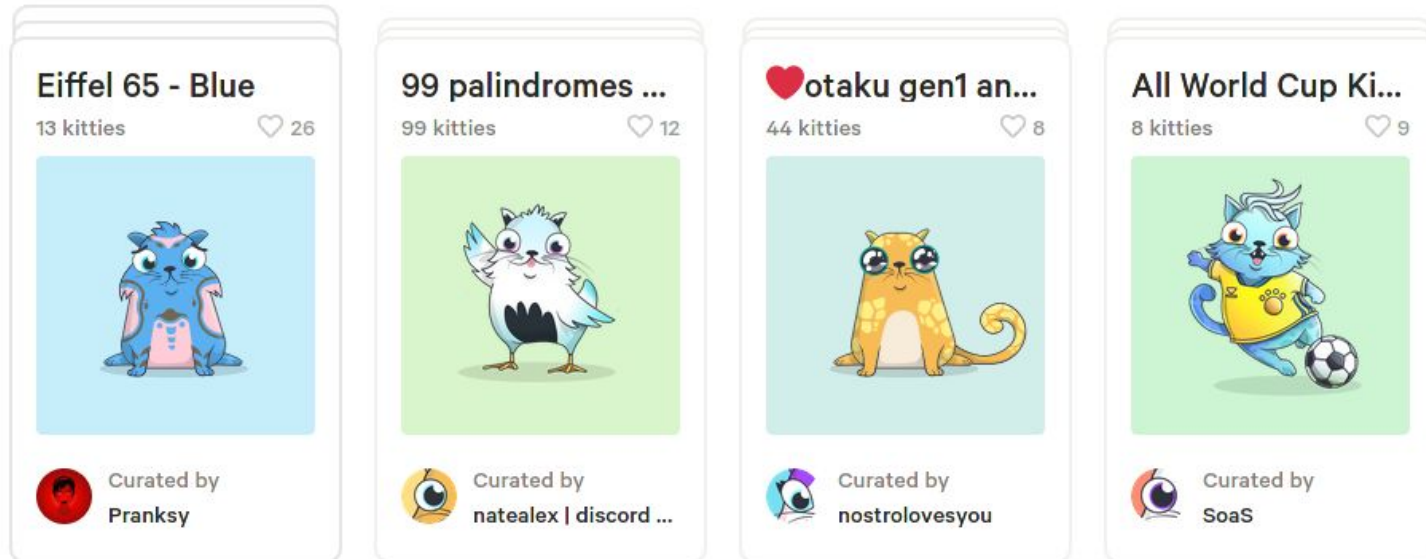 Eiffel 65 - Blue
13 kitties 26
Curated by
Pranksy
99 palindromes ...
99 kitties 12
Curated by
natealex | discord ...
❤otaku gen1 an...
44 kitties 8
Curated by
nostrolovesyou
All World Cup Ki...
8 kitties 9
Curated by
SoaS